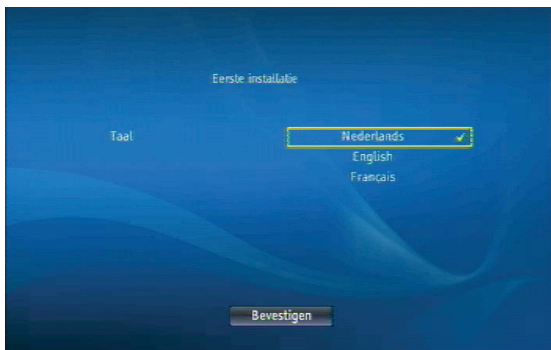 Eerste installatie
Taal Nederlands
English
Français
Bevestigen